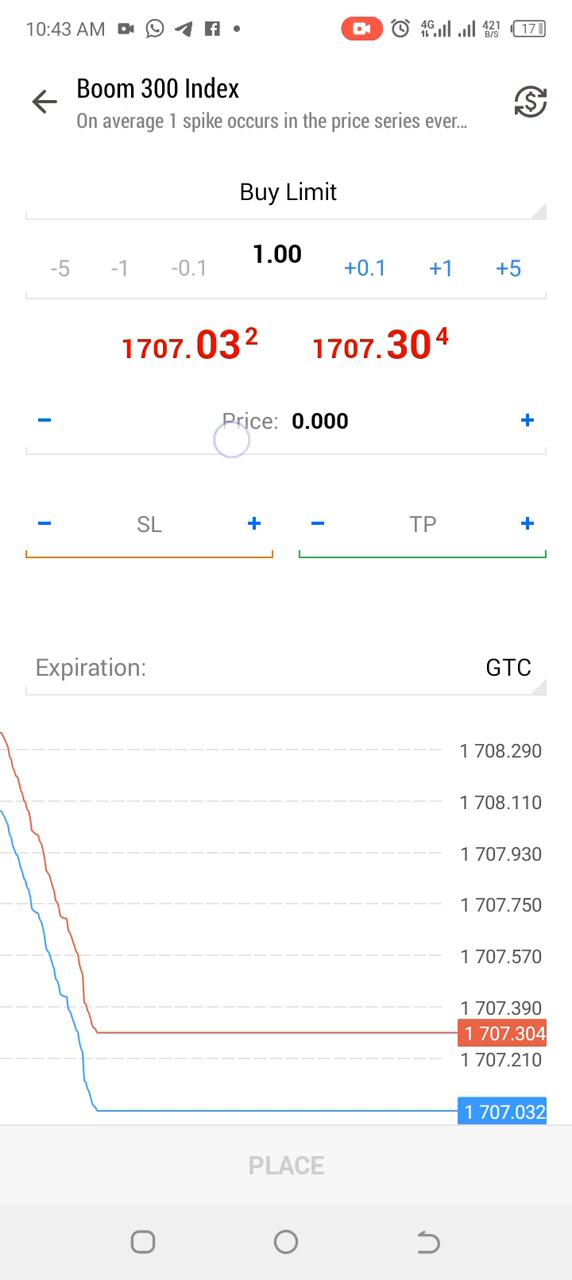 10:43 AM 4G 421 B/S 17
Boom 300 Index
On average 1 spike occurs in the price series ever...
Buy Limit
-5 -1 -0.1 1.00 +0.1 +1 +5
1707.032 1707.304
− Price: 0.000 +
− SL + − TP +
Expiration: GTC
1 708.290
1 708.110
1 707.930
1 707.750
1 707.570
1 707.390
1 707.304
1 707.210
1 707.032
PLACE